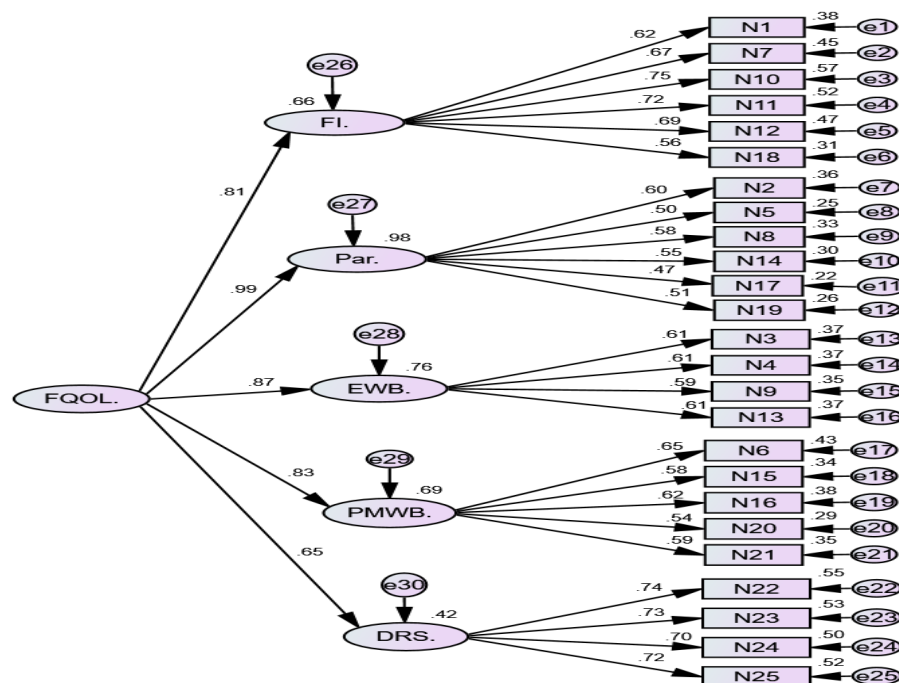 .62 N1 .38 e1
.67 N7 .45 e2
e26 .75 N10 .57 e3
.66 FI. .72 N11 .52 e4
.69 N12 .47 e5
.56 N18 .31 e6
.81
.60 N2 .36 e7
e27 .50 N5 .25 e8
.98 .58 N8 .33 e9
Par. .55 N14 .30 e10
.99 .47 N17 .22 e11
.51 N19 .26 e12
e28 .61 N3 .37 e13
.76 .61 N4 .37 e14
FQOL. .87 EWB. .59 N9 .35 e15
.61 N13 .37 e16
.83 e29 .65 N6 .43 e17
.69 .58 N15 .34 e18
PMWB. .62 N16 .38 e19
.54 N20 .29 e20
.65 .59 N21 .35 e21
e30 .74 N22 .55 e22
.42 .73 N23 .53 e23
DRS. .70 N24 .50 e24
.72 N25 .52 e25